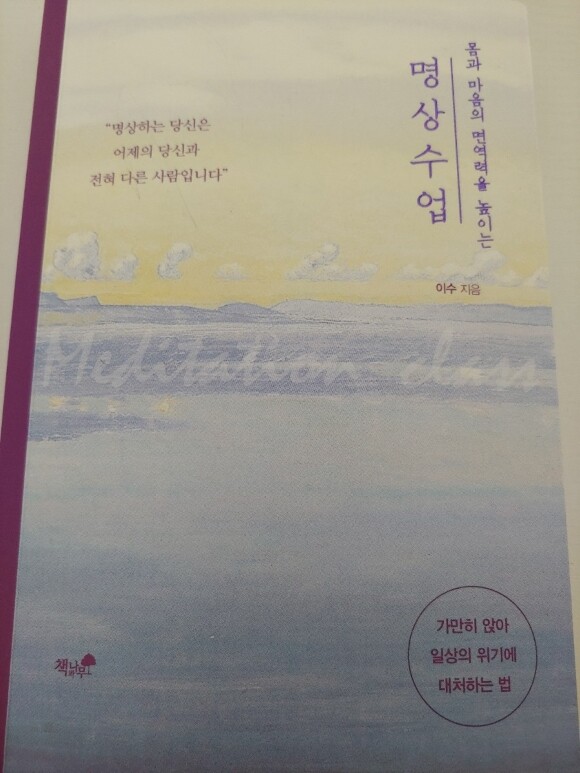 몸과 마음의 면역력을 높이는
명상수업
"명상하는 당신은
어제의 당신과
전혀 다른 사람입니다"
이수 지음
Meditation class
가만히 앉아
일상의 위기에
대처하는 법
책나무